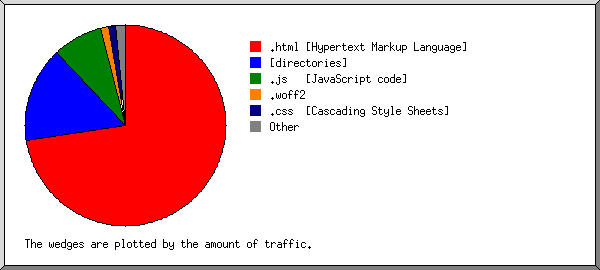 .html [Hypertext Markup Language]
[directories]
.js [JavaScript code]
.woff2
.css [Cascading Style Sheets]
Other
The wedges are plotted by the amount of traffic.